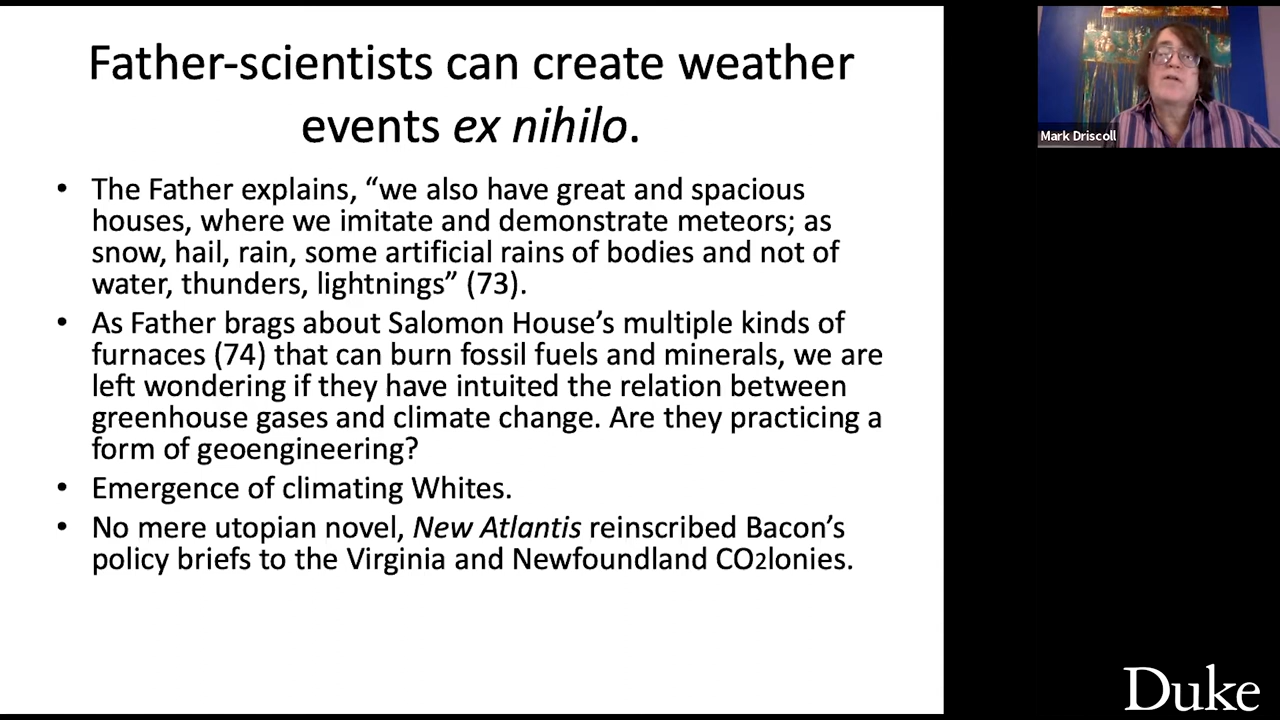 Father-scientists can create weather
events ex nihilo.
• The Father explains, “we also have great and spacious
houses, where we imitate and demonstrate meteors; as
snow, hail, rain, some artificial rains of bodies and not of
water, thunders, lightnings” (73).
• As Father brags about Salomon House’s multiple kinds of
furnaces (74) that can burn fossil fuels and minerals, we are
left wondering if they have intuited the relation between
greenhouse gases and climate change. Are they practicing a
form of geoengineering?
• Emergence of climating Whites.
• No mere utopian novel, New Atlantis reinscribed Bacon’s
policy briefs to the Virginia and Newfoundland CO2lonies.
Mark Driscoll
Duke